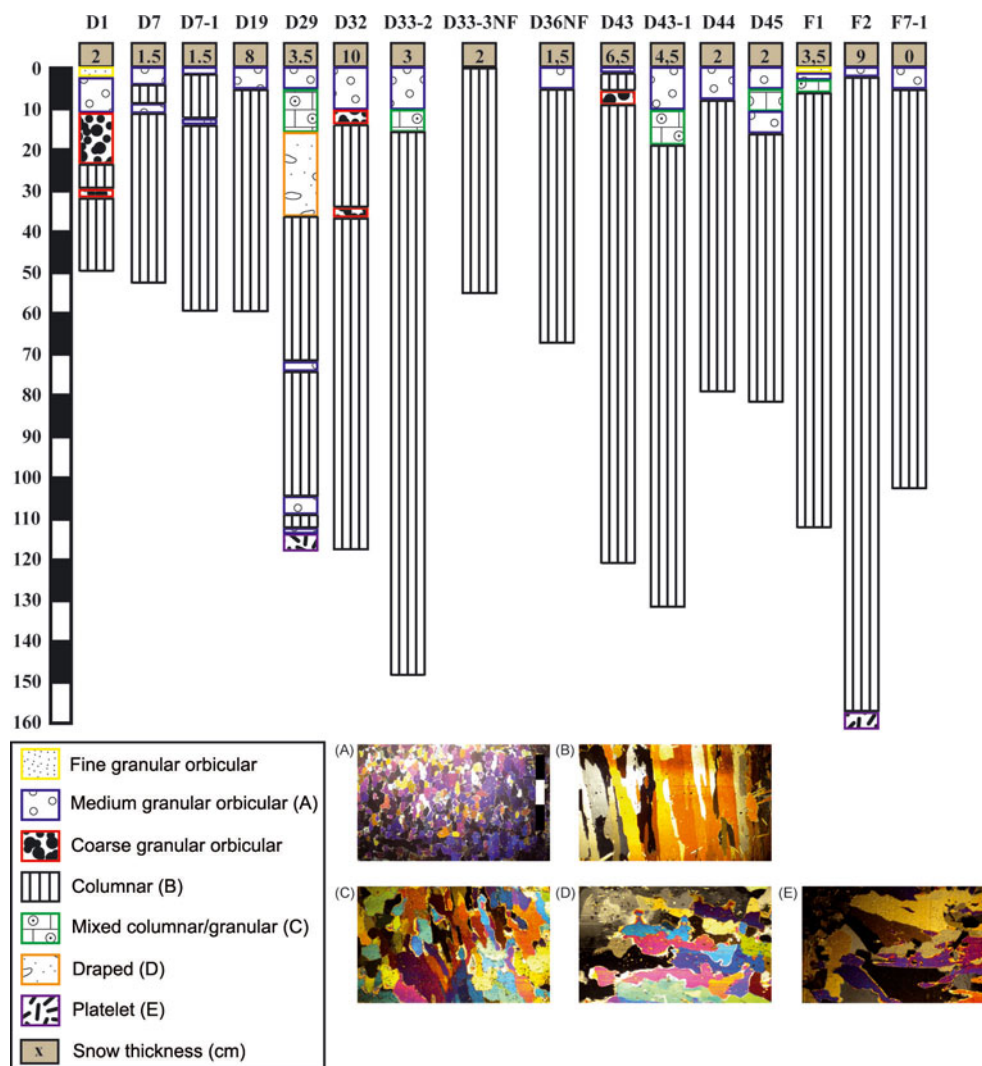 D1 D7 D7-1 D19 D29 D32 D33-2 D33-3NF D36NF D43 D43-1 D44 D45 F1 F2 F7-1
2 1.5 1.5 8 3.5 10 3 2 1,5 6,5 4,5 2 2 3,5 9 0
0
10
20
30
40
50
60
70
80
90
100
110
120
130
140
150
160
Fine granular orbicular
Medium granular orbicular (A)
Coarse granular orbicular
Columnar (B)
Mixed columnar/granular (C)
Draped (D)
Platelet (E)
x Snow thickness (cm)
(A) (B)
(C) (D) (E)